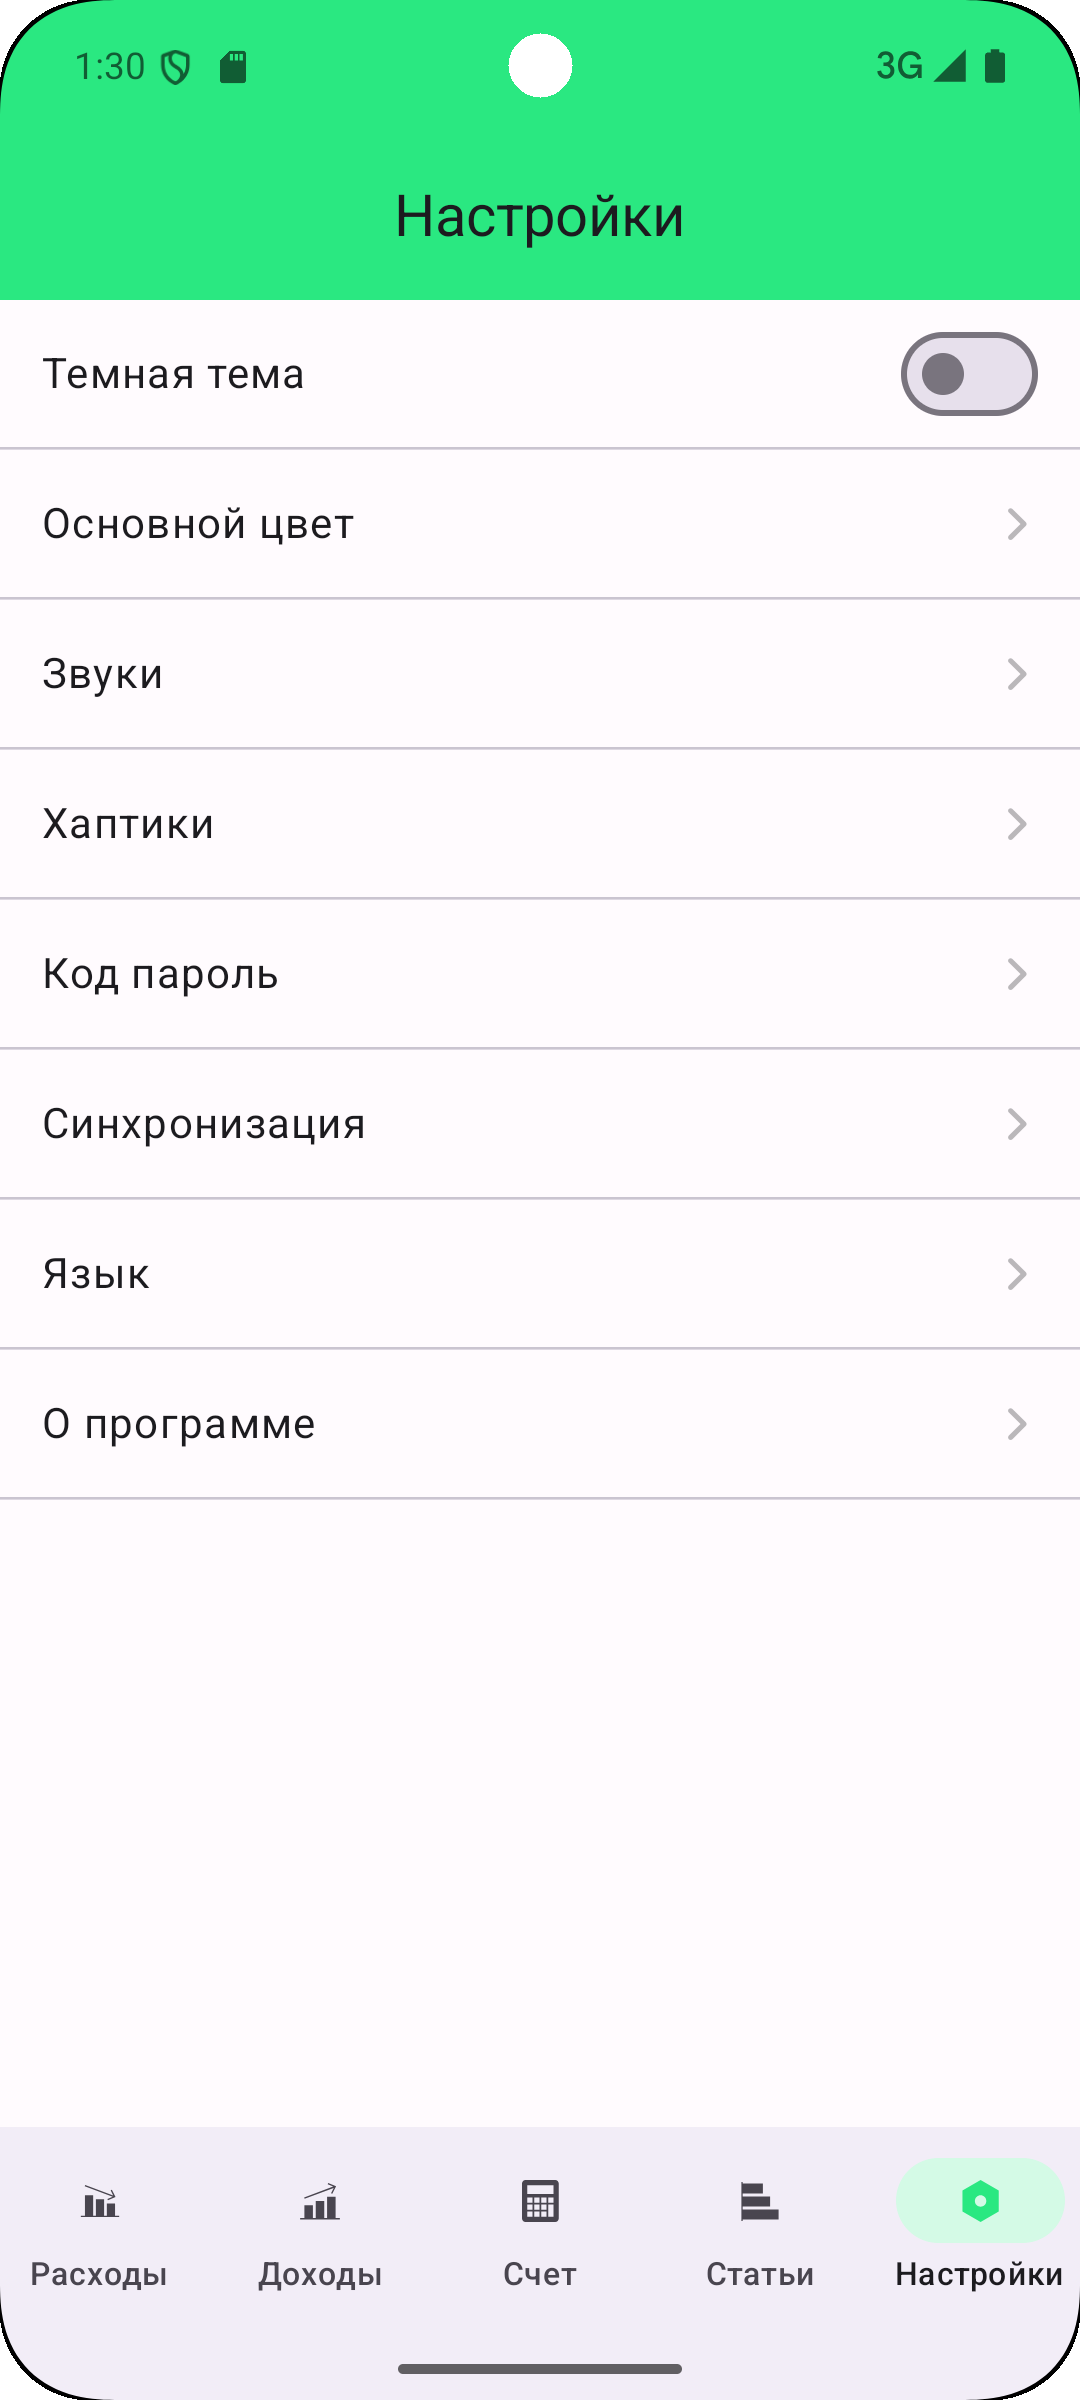 1:30 3G
Настройки
Темная тема
Основной цвет
Звуки
Хаптики
Код пароль
Синхронизация
Язык
О программе
Расходы Доходы Счет Статьи Настройки